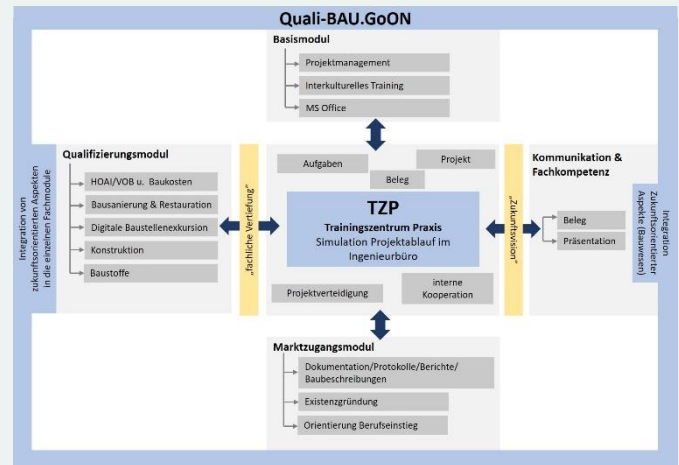 Quali-BAU.GoON
Basismodul
Projektmanagement
Interkulturelles Training
MS Office
Integration von
zukunftsorientierten Aspekten
in die einzelnen Fachmodule
Qualifizierungsmodul
HOAI/VOB u. Baukosten
Bausanierung & Restauration
Digitale Baustellenexkursion
Konstruktion
Baustoffe
„fachliche Vertiefung"
Aufgaben
Projekt
Beleg
TZP
Trainingszentrum Praxis
Simulation Projektablauf im
Ingenieurbüro
Projektverteidigung
interne
Kooperation
„Zukunftsvision"
Kommunikation &
Fachkompetenz
Beleg
Präsentation
Integration
Zukunftsorientierter
Aspekte (Bauwesen)
Marktzugangsmodul
Dokumentation/Protokolle/Berichte/
Baubeschreibungen
Existenzgründung
Orientierung Berufseinstieg